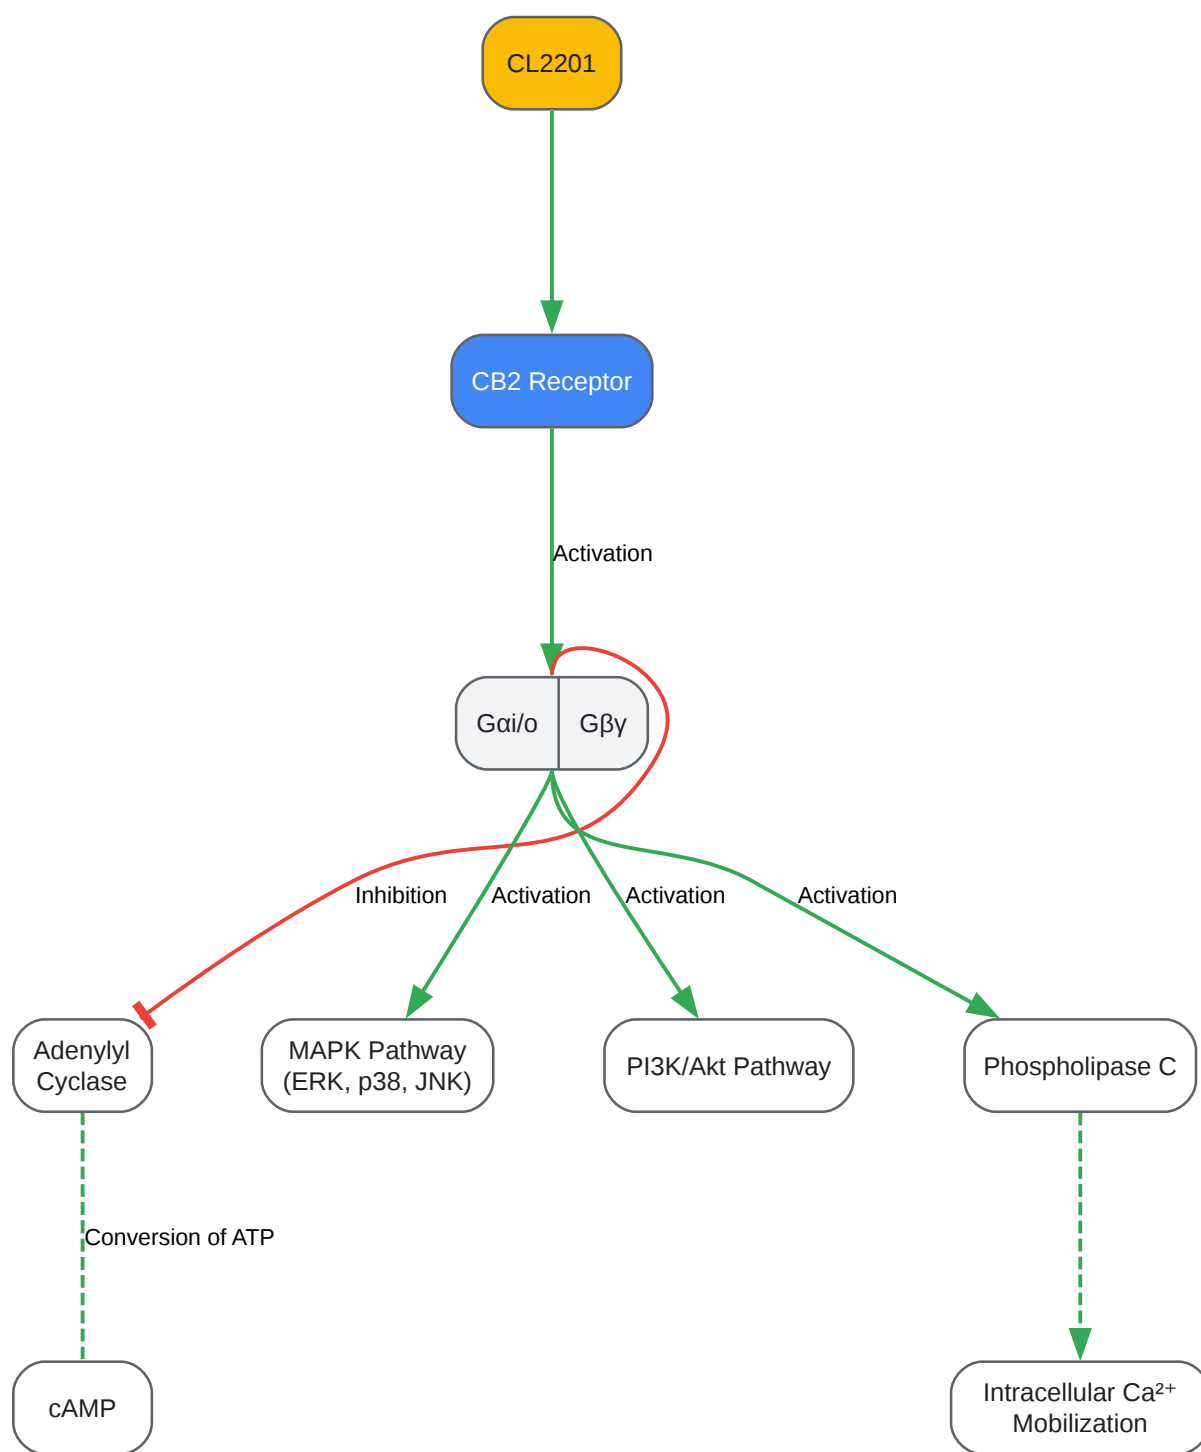 CL2201
CB2 Receptor
Activation
Gαi/o
Gβγ
Inhibition
Activation
Activation
Activation
Adenylyl
Cyclase
MAPK Pathway
(ERK, p38, JNK)
PI3K/Akt Pathway
Phospholipase C
Conversion of ATP
cAMP
Intracellular Ca²⁺
Mobilization